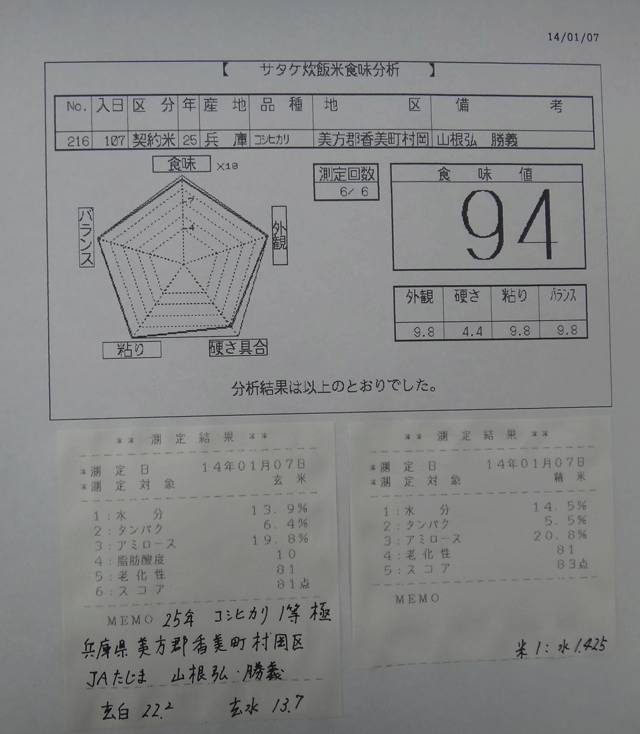 14/01/07
【 サタケ炊飯米食味分析 】
No. 入日 区分 年 産地 品種 地区 備考
216 107 契約米 25 兵庫 コシヒカリ 美方郡香美町村岡 山根弘 勝義
食味 X10
7
4
バランス
外観
粘り
硬さ具合
測定回数
6/ 6
食味値
94
外観 硬さ 粘り バランス
9.8 4.4 9.8 9.8
分析結果は以上のとおりでした。
** 測定結果 **
*測定日 14年01月07日
*測定対象 玄米
1:水分 13.9%
2:タンパク 6.4%
3:アミロース 19.8%
4:脂肪酸度 10
5:老化性 81
6:スコア 81点
MEMO 25年 コシヒカリ 1等 極
兵庫県美方郡香美町村岡区
JAたじま 山根弘・勝義
玄白 22.2 玄水 13.7
** 測定結果 **
*測定日 14年01月07日
*測定対象 精米
1:水分 14.5%
2:タンパク 5.5%
3:アミロース 20.8%
4:老化性 81
5:スコア 83点
MEMO
米1:水1.425